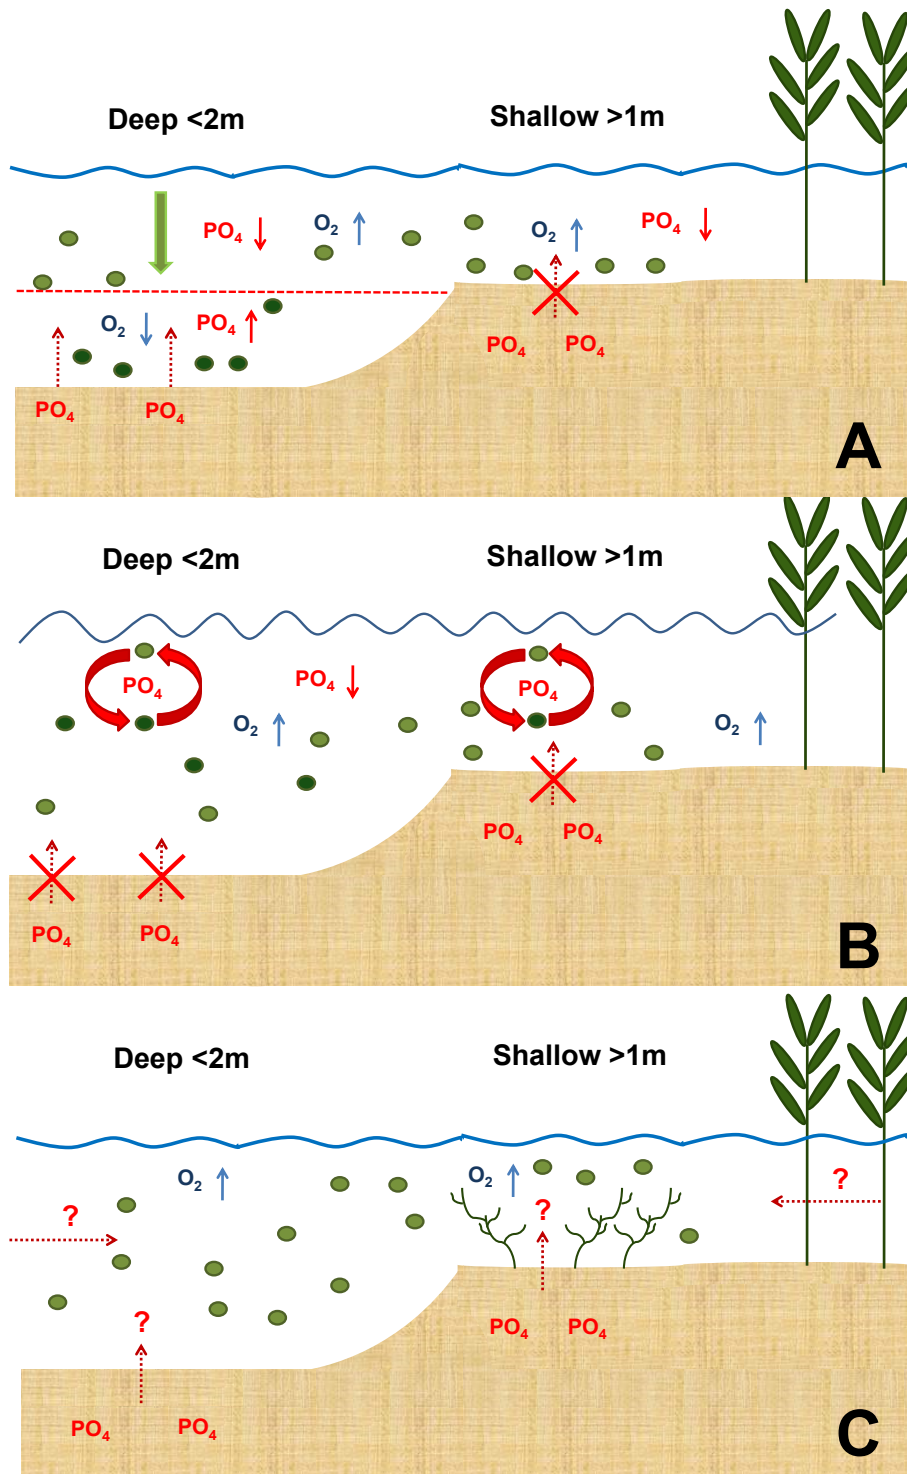 Deep <2m Shallow >1m
PO₄ O₂ O₂ PO₄
O₂ PO₄ PO₄ PO₄
PO₄ PO₄
A
Deep <2m Shallow >1m
PO₄ PO₄ PO₄
O₂ O₂
PO₄ PO₄
PO₄ PO₄
B
Deep <2m Shallow >1m
O₂ O₂ ?
? ?
?
PO₄ PO₄
PO₄ PO₄
C